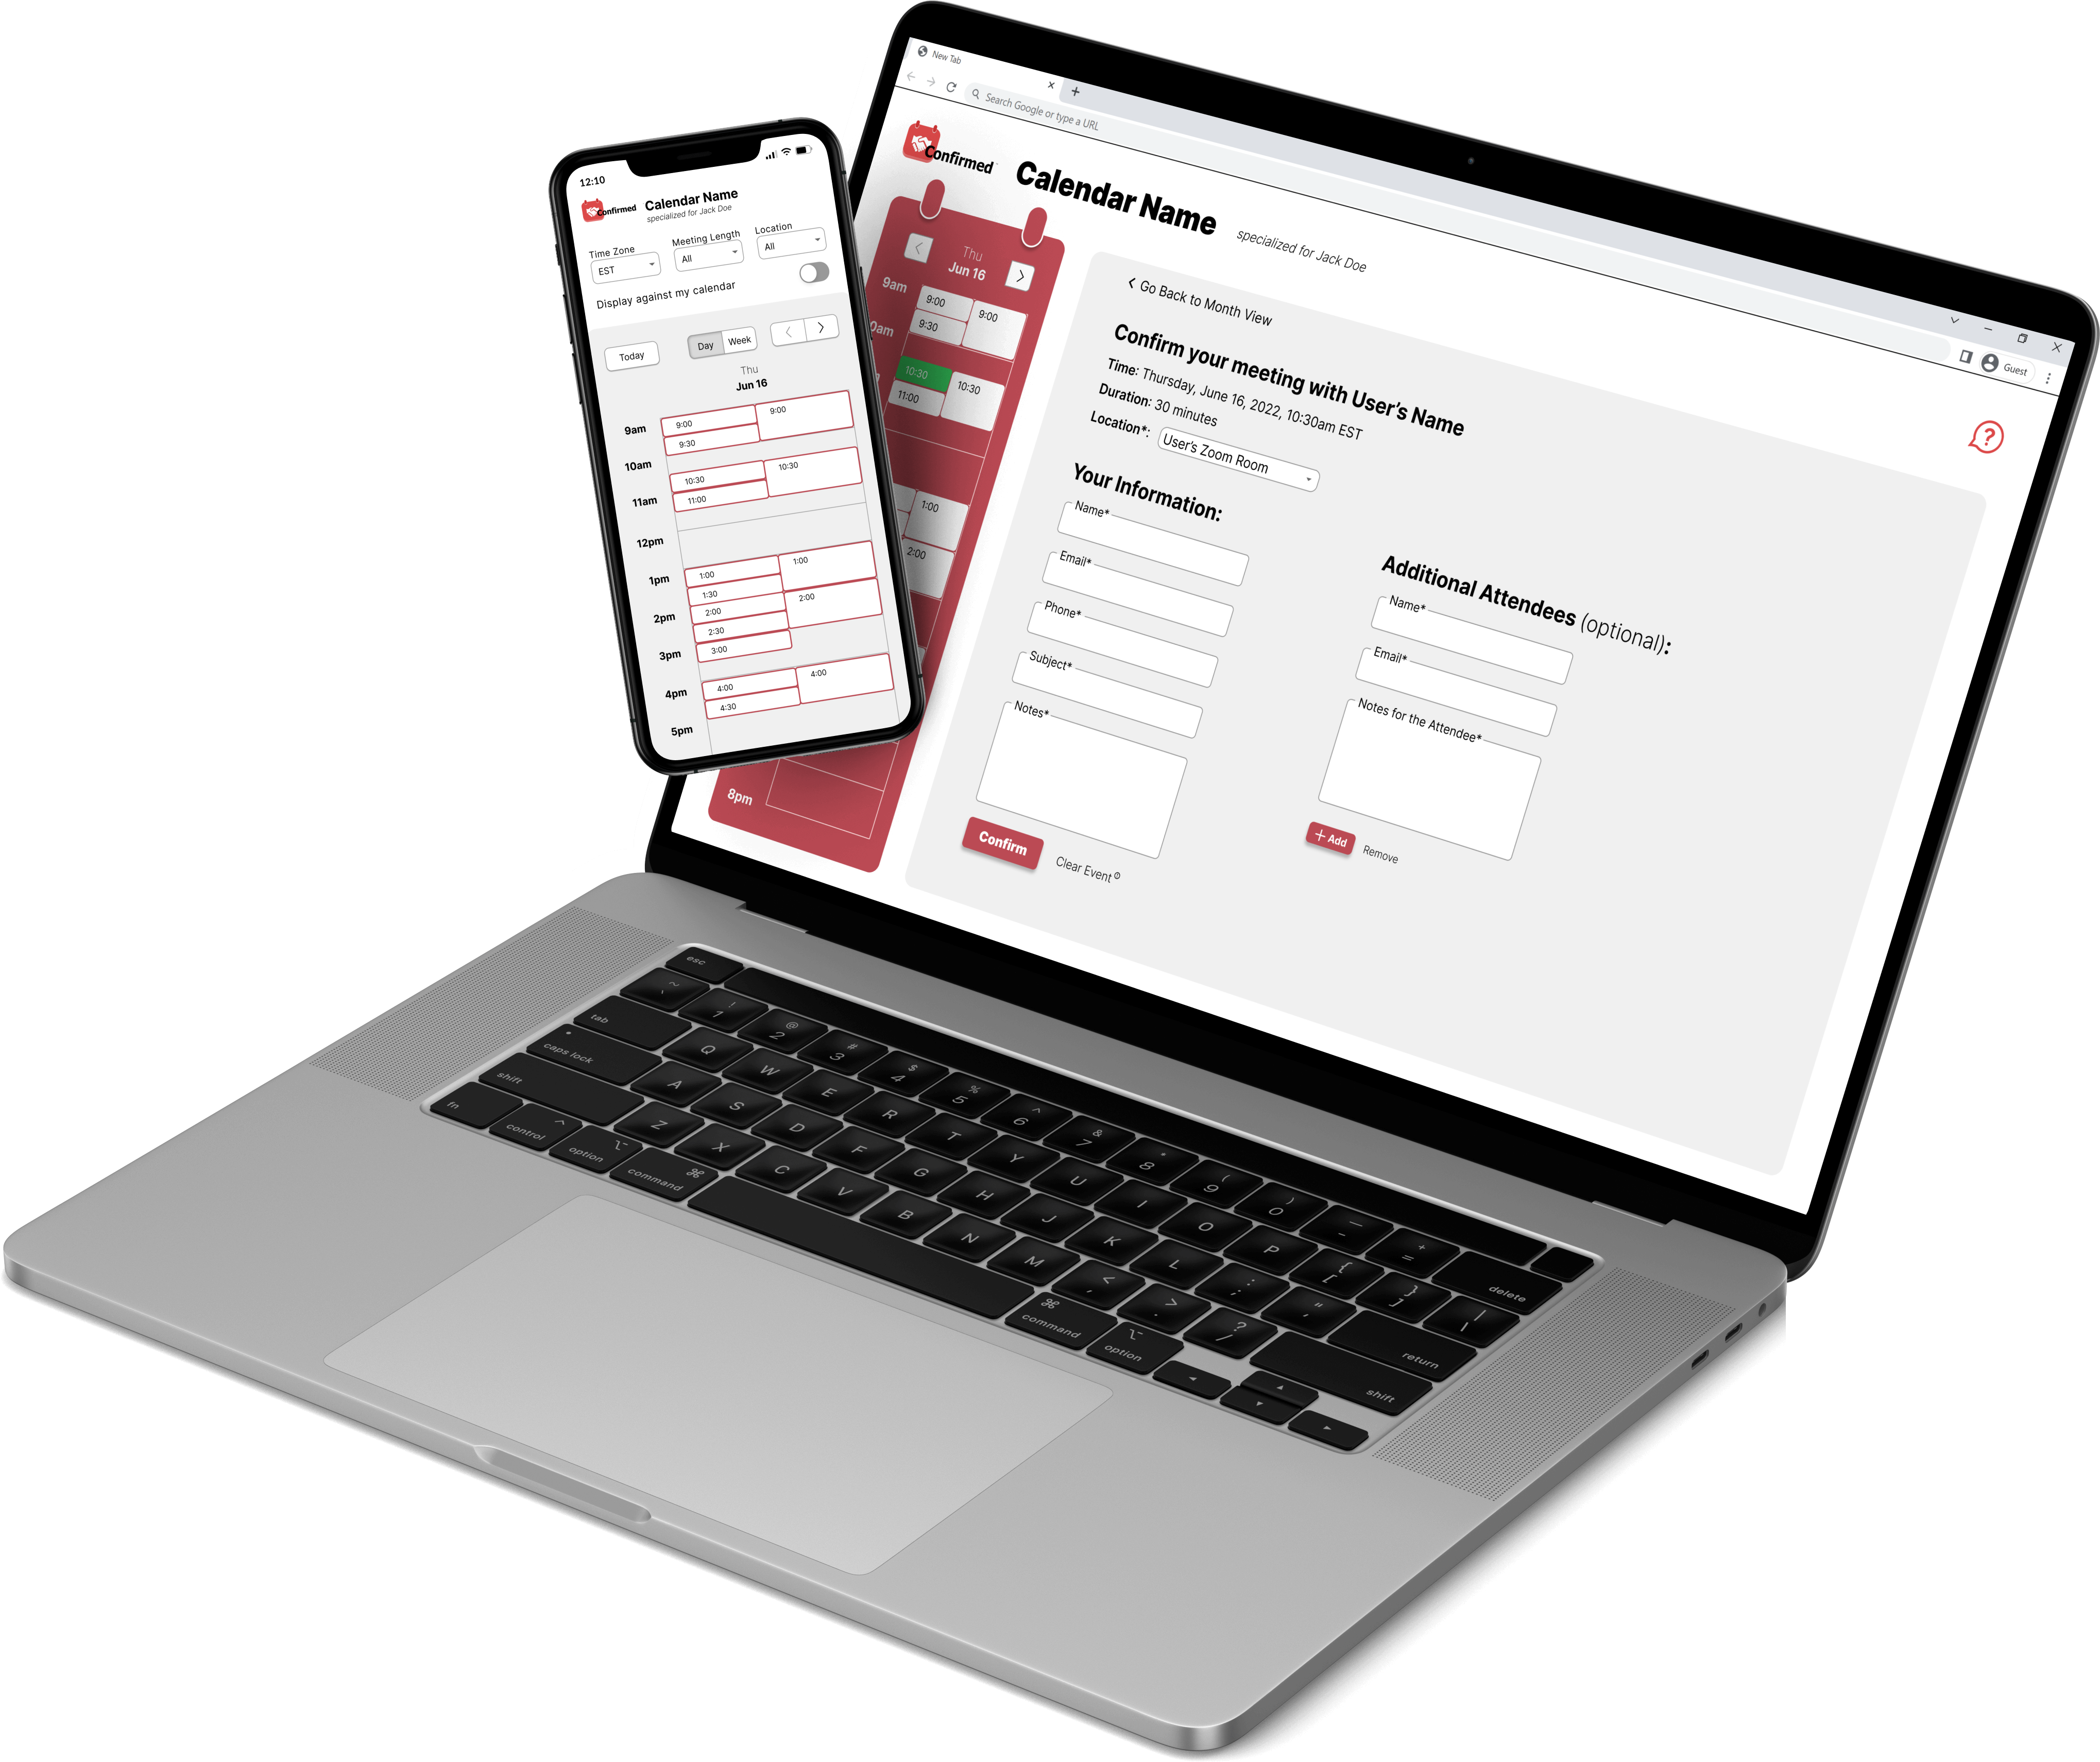 12:10
Confirmed
Calendar Name
specialized for Jack Doe
Time Zone
Meeting Length
Location
EST
All
All
Display against my calendar
Today
Day
Week
Thu
Jun 16
9am
9:00
9:00
9:30
10am
10:30
10:30
11am
11:00
12pm
1pm
1:00
1:00
1:30
2pm
2:00
2:00
2:30
3pm
3:00
4pm
4:00
4:00
4:30
5pm
New Tab
Search Google or type a URL
Guest
Confirmed
Calendar Name
specialized for Jack Doe
Thu
Jun 16
9am
9:00
9:00
9:30
0am
10:30
10:30
11:00
1:00
2:00
8pm
Go Back to Month View
Confirm your meeting with User's Name
Time: Thursday, June 16, 2022, 10:30am EST
Duration: 30 minutes
Location*: User's Zoom Room
Your Information:
Name*
Email*
Phone*
Subject*
Notes*
Confirm
Clear Event
Additional Attendees (optional):
Name*
Email*
Notes for the Attendee*
+ Add
Remove
esc
~ `
! 1
@ 2
# 3
$ 4
% 5
^ 6
& 7
* 8
( 9
) 0
— -
+ =
delete
tab
Q W E R T Y U I O P { [ } ] | \
caps lock
A S D F G H J K L : ; " '
return
shift
Z X C V B N M < , > . ? /
shift
fn
control
option
command
command
option